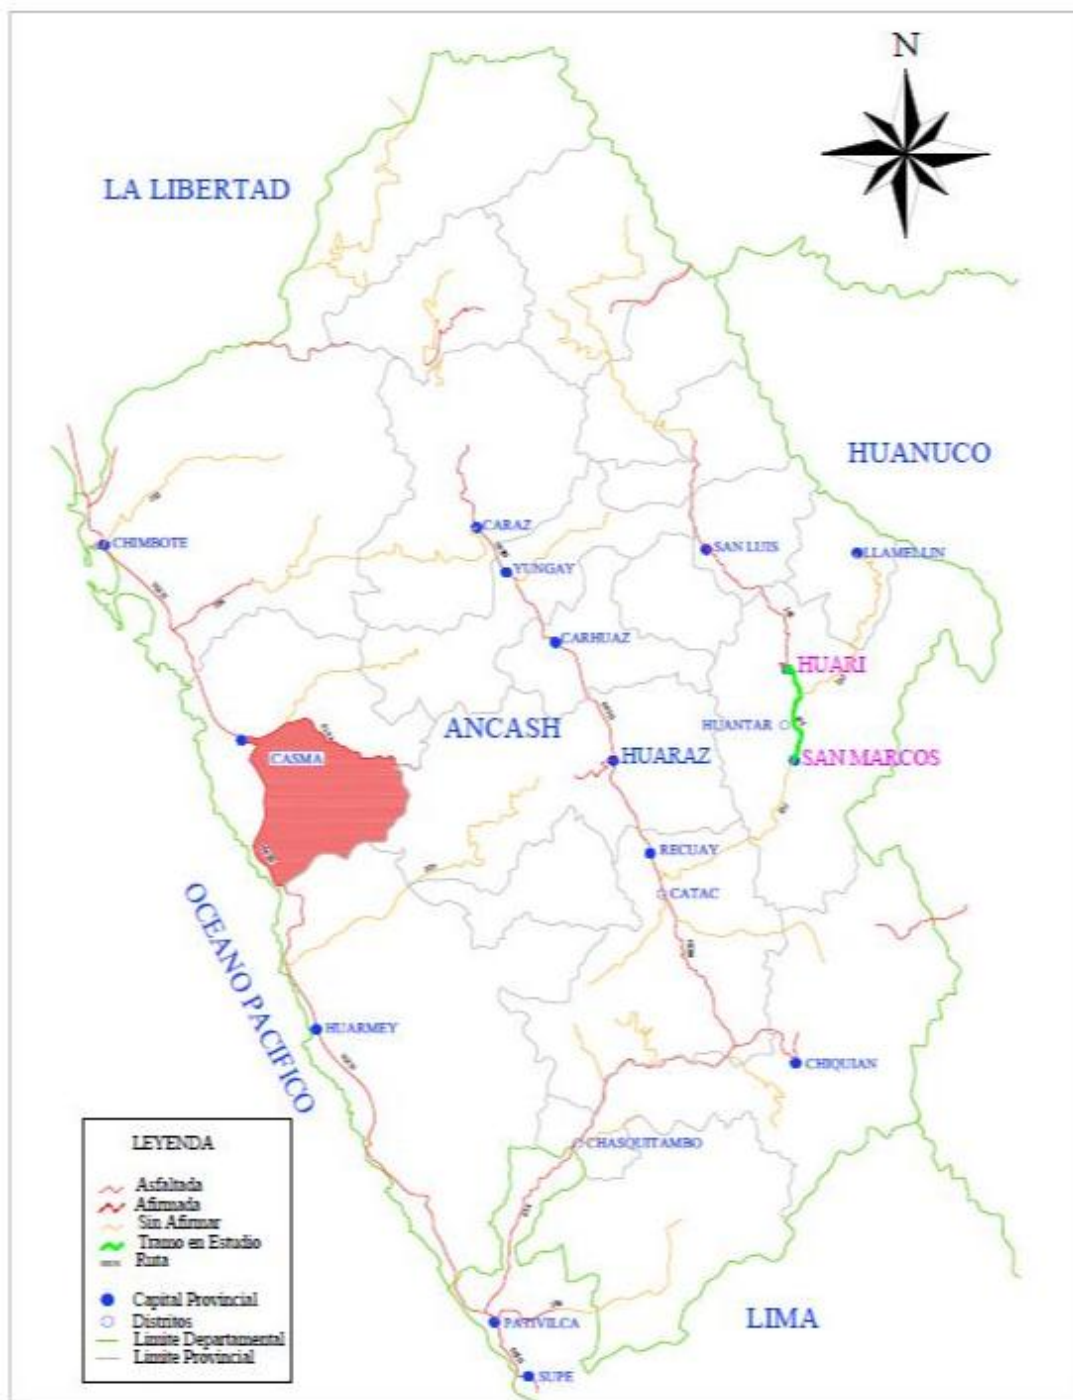 N
LA LIBERTAD
HUANUCO
CARAZ
CHIMBOTE
SAN LUIS
LLAMELLIN
YUNGAY
CARHUAZ
HUARI
ANCASH
HUANTAR
CASMA
HUARAZ
SAN MARCOS
RECUAY
CATAC
OCEANO PACIFICO
HUARMEY
CHIQUIAN
CHASQUITAMBO
LEYENDA
Asfaltada
Afirmada
Sin Afirmar
Tramo en Estudio
Ruta
Capital Provincial
Distritos
Limite Departamental
Limite Provincial
LIMA
PATIVILCA
SUPE